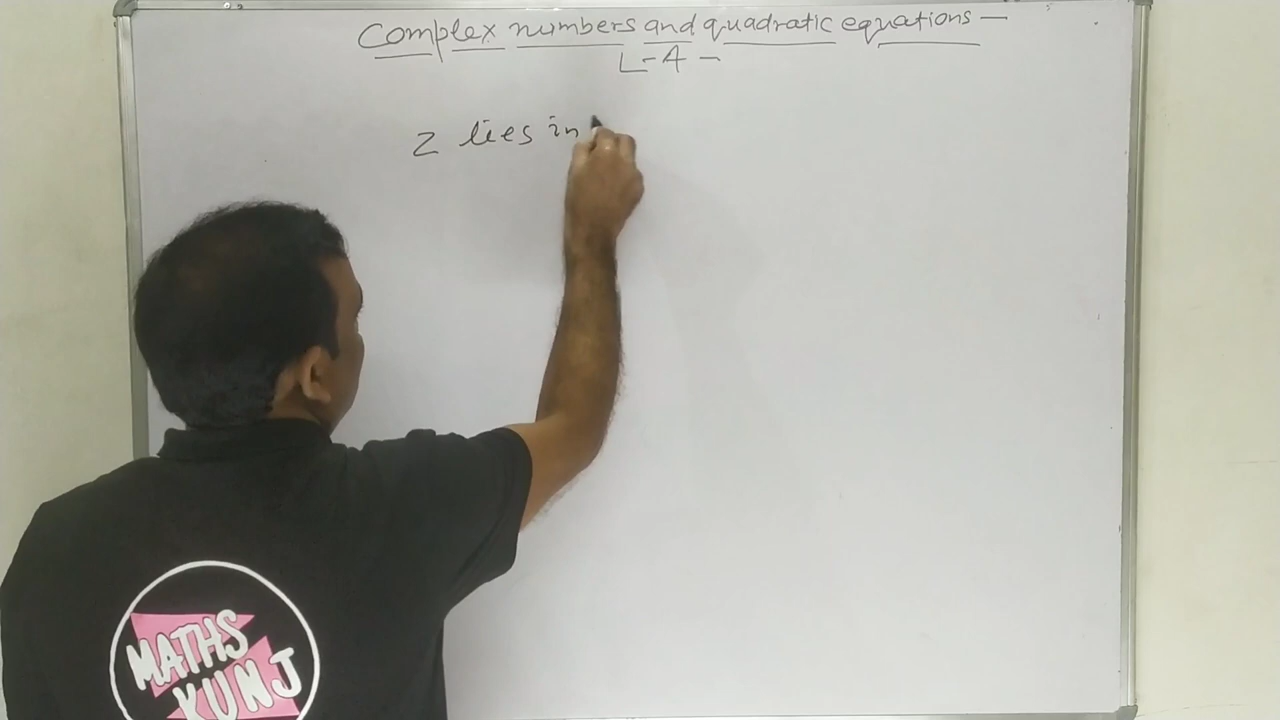 Complex numbers and quadratic equations —
L-4 —
z lies in
MATHS
KUNJ